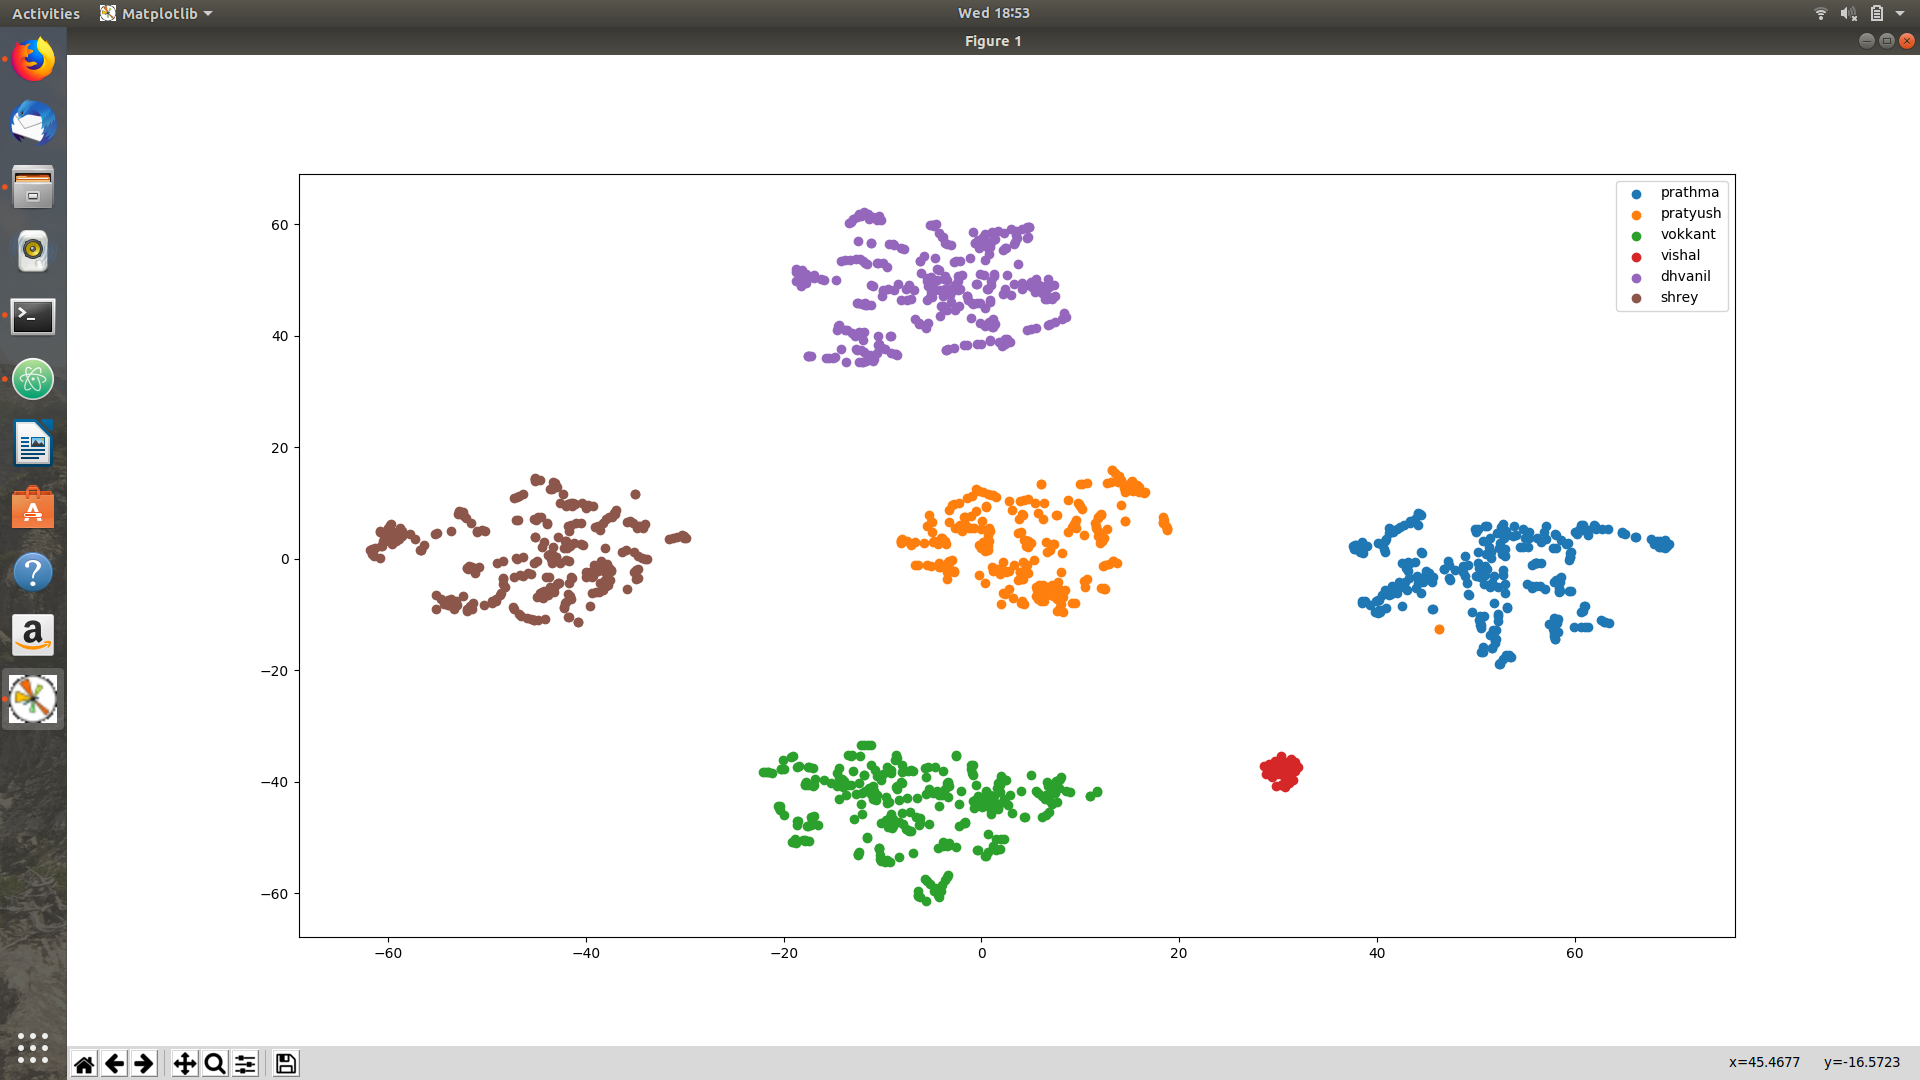 Activities Matplotlib Wed 18:53
Figure 1
prathma
pratyush
vokkant
vishal
dhvanil
shrey
60
40
20
0
−20
−40
−60
−60 −40 −20 0 20 40 60
x=45.4677 y=-16.5723